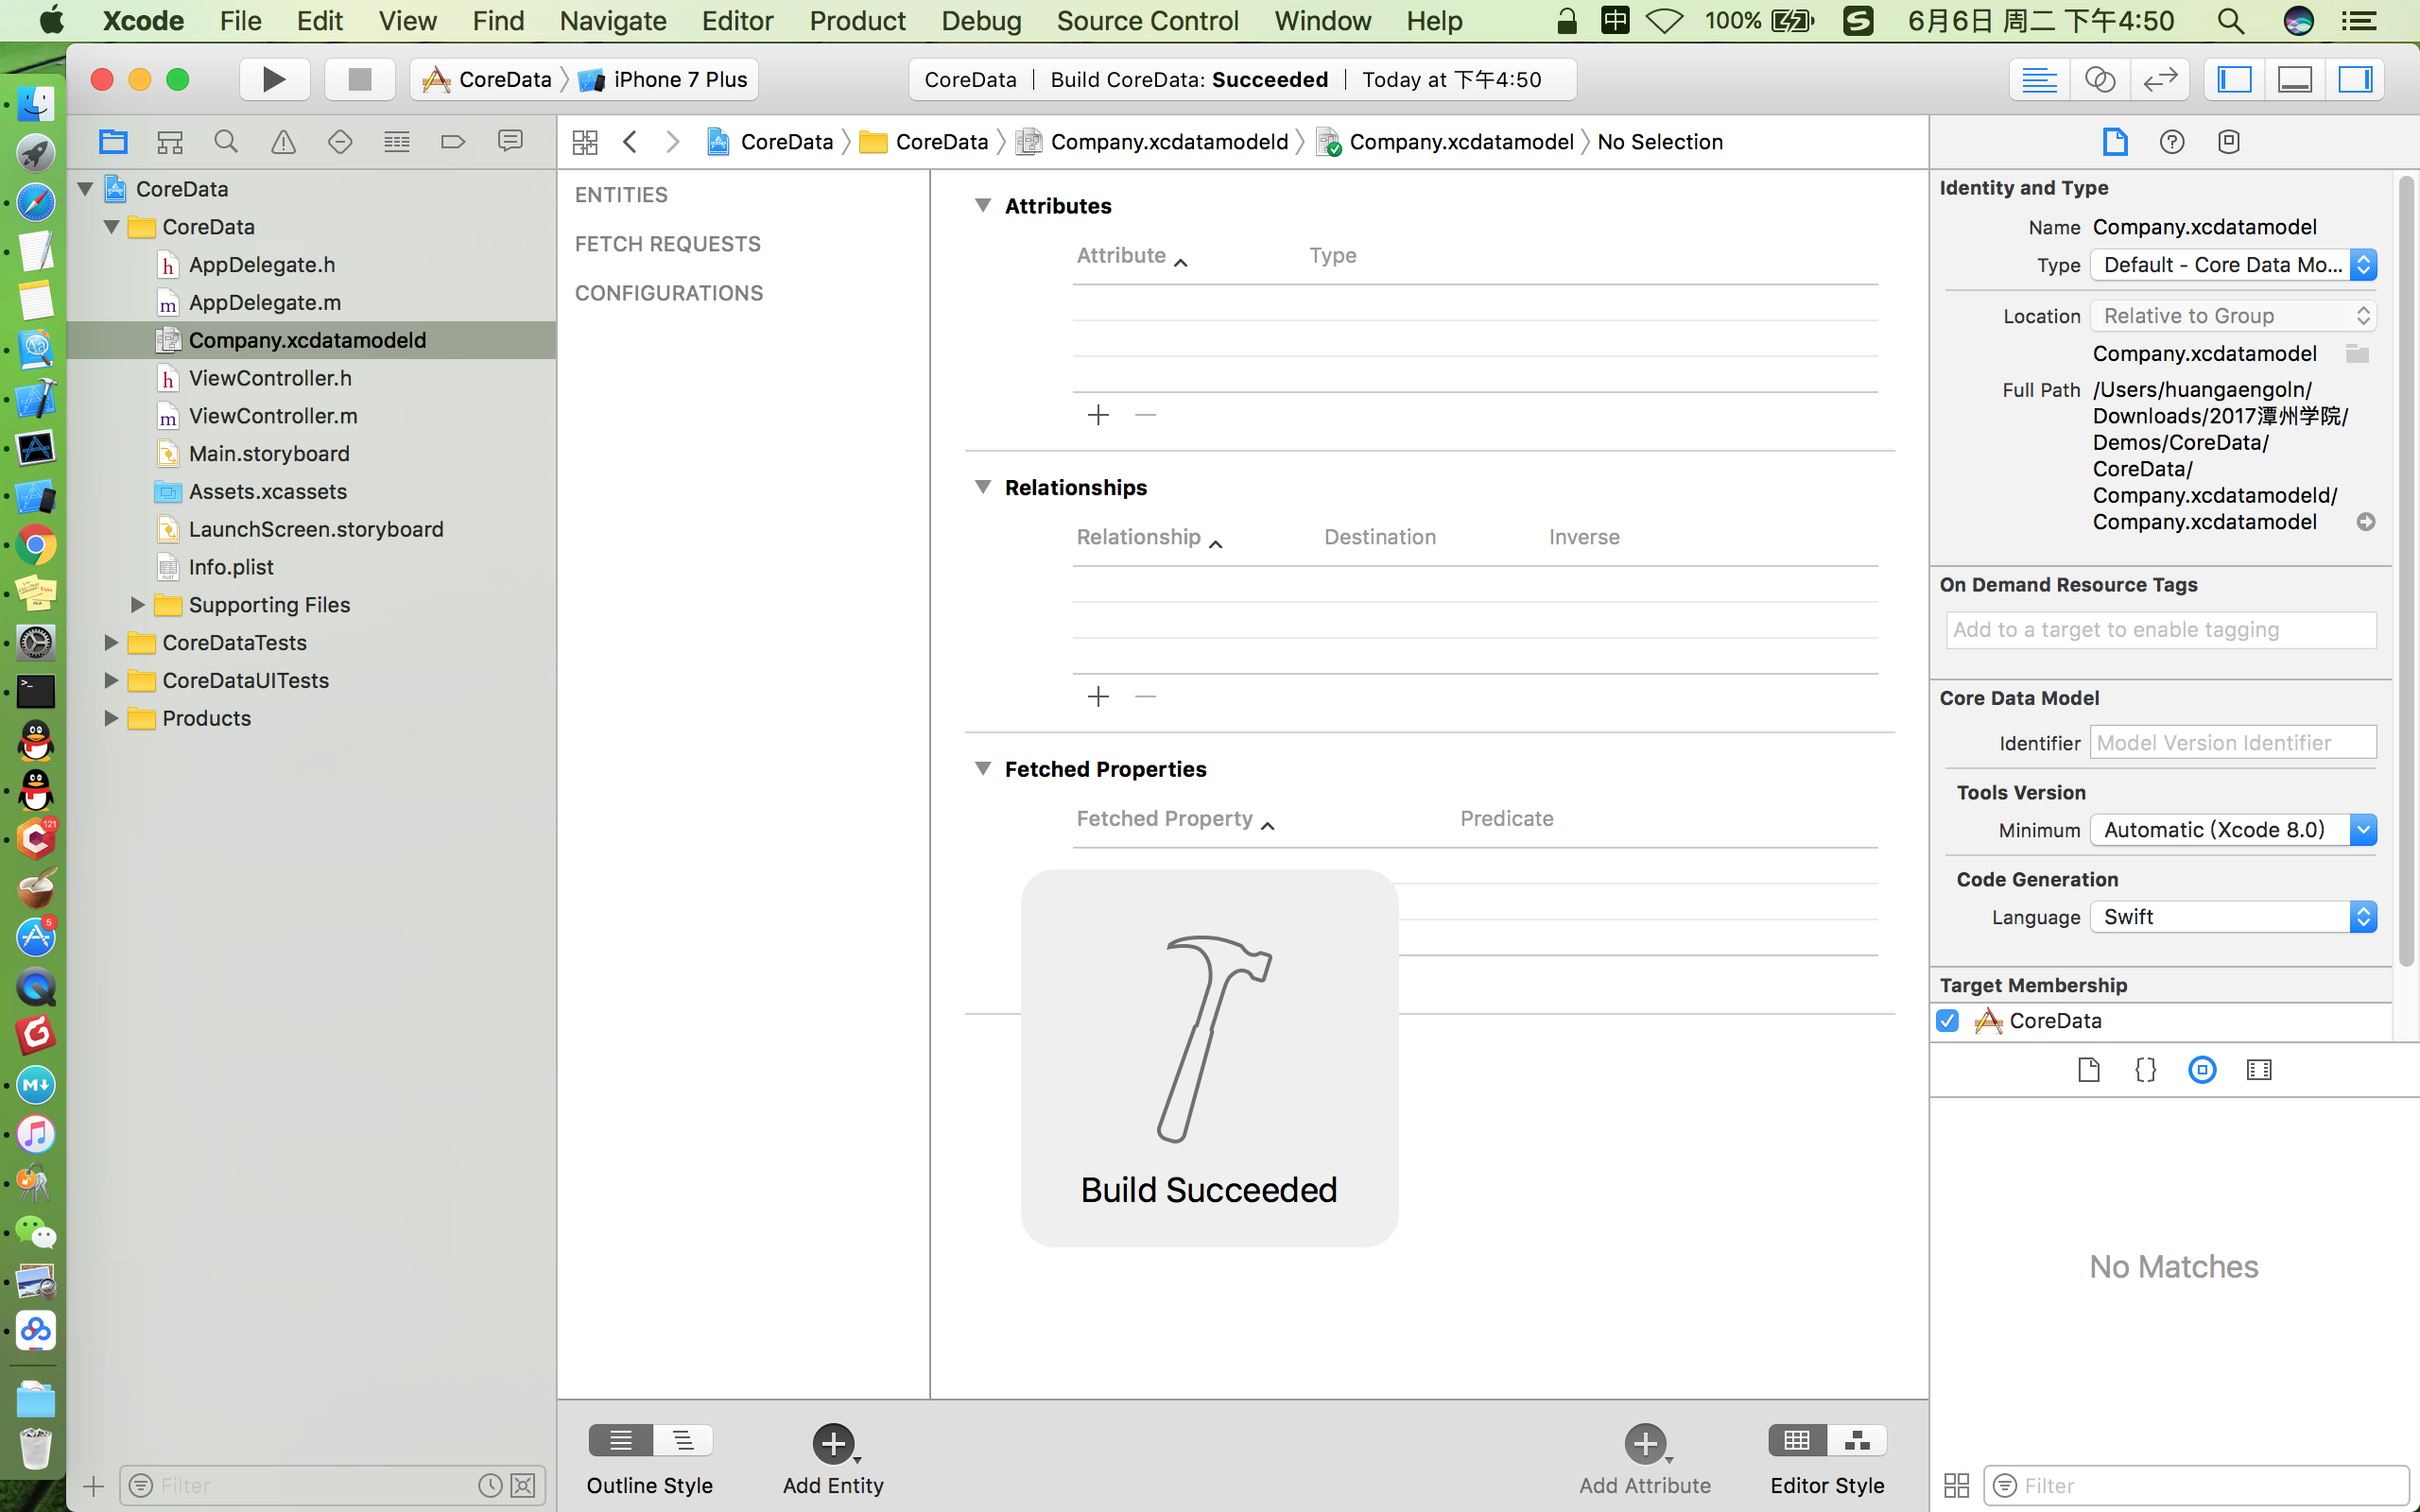 Xcode File Edit View Find Navigate Editor Product Debug Source Control Window Help 中 100% S 6月6日 周二 下午4:50
CoreData iPhone 7 Plus
CoreData | Build CoreData: Succeeded | Today at 下午4:50
CoreData CoreData Company.xcdatamodeld Company.xcdatamodel No Selection
CoreData
CoreData
h AppDelegate.h
m AppDelegate.m
Company.xcdatamodeld
h ViewController.h
m ViewController.m
Main.storyboard
Assets.xcassets
LaunchScreen.storyboard
Info.plist
Supporting Files
CoreDataTests
CoreDataUITests
Products
Filter
ENTITIES
FETCH REQUESTS
CONFIGURATIONS
Attributes
Attribute Type
Relationships
Relationship Destination Inverse
Fetched Properties
Fetched Property Predicate
Build Succeeded
Outline Style Add Entity Add Attribute Editor Style
Identity and Type
Name Company.xcdatamodel
Type Default - Core Data Mo...
Location Relative to Group
Company.xcdatamodel
Full Path /Users/huangaengoln/
Downloads/2017潭州学院/
Demos/CoreData/
CoreData/
Company.xcdatamodeld/
Company.xcdatamodel
On Demand Resource Tags
Add to a target to enable tagging
Core Data Model
Identifier Model Version Identifier
Tools Version
Minimum Automatic (Xcode 8.0)
Code Generation
Language Swift
Target Membership
CoreData
No Matches
Filter
121
5
M